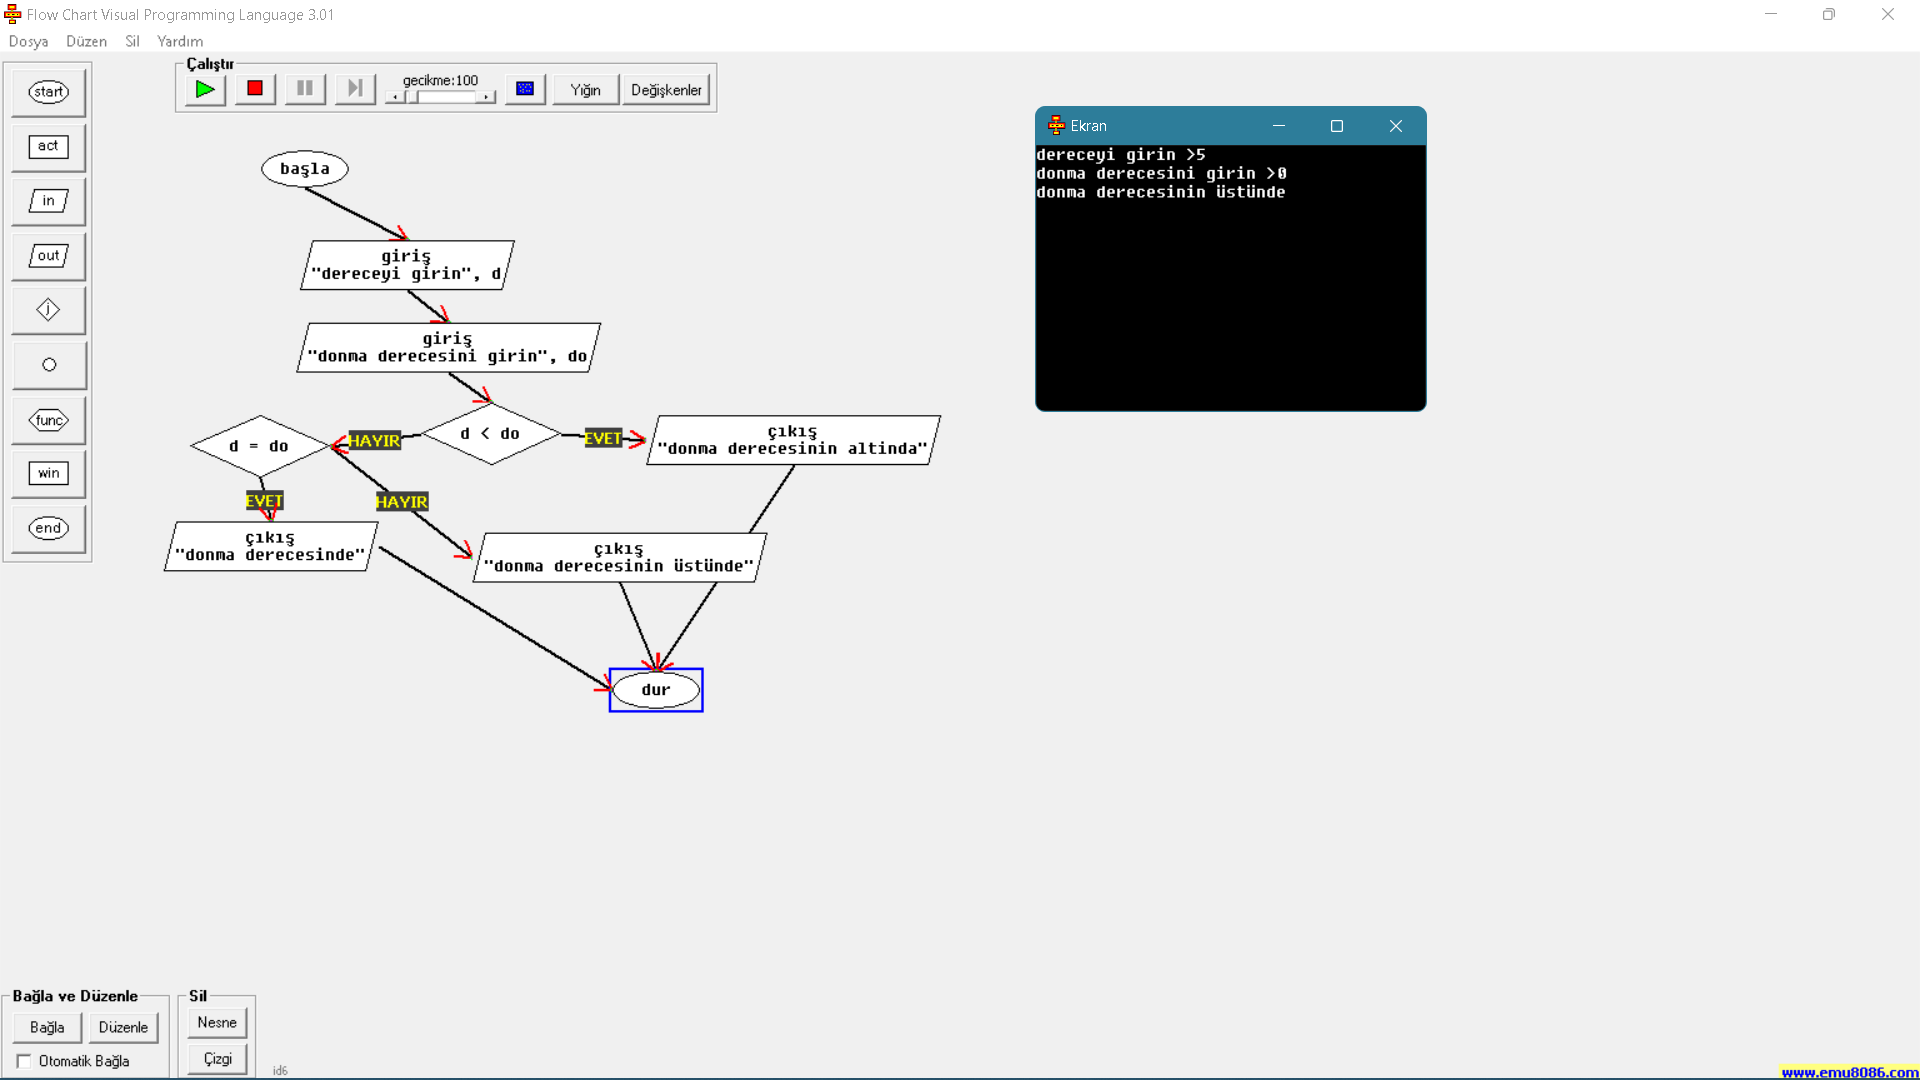 Flow Chart Visual Programming Language 3.01
Dosya Düzen Sil Yardım
Çalıştır
gecikme:100
Yığın
Değişkenler
start
act
in
out
j
func
win
end
başla
giriş
"dereceyi girin", d
giriş
"donma derecesini girin", do
d < do
HAYIR
EVET
d = do
çıkış
"donma derecesinin altinda"
EVET
HAYIR
çıkış
"donma derecesinde"
çıkış
"donma derecesinin üstünde"
dur
Ekran
dereceyi girin >5
donma derecesini girin >0
donma derecesinin üstünde
Bağla ve Düzenle
Bağla
Düzenle
Otomatik Bağla
Sil
Nesne
Çizgi
id6
www.emu8086.com